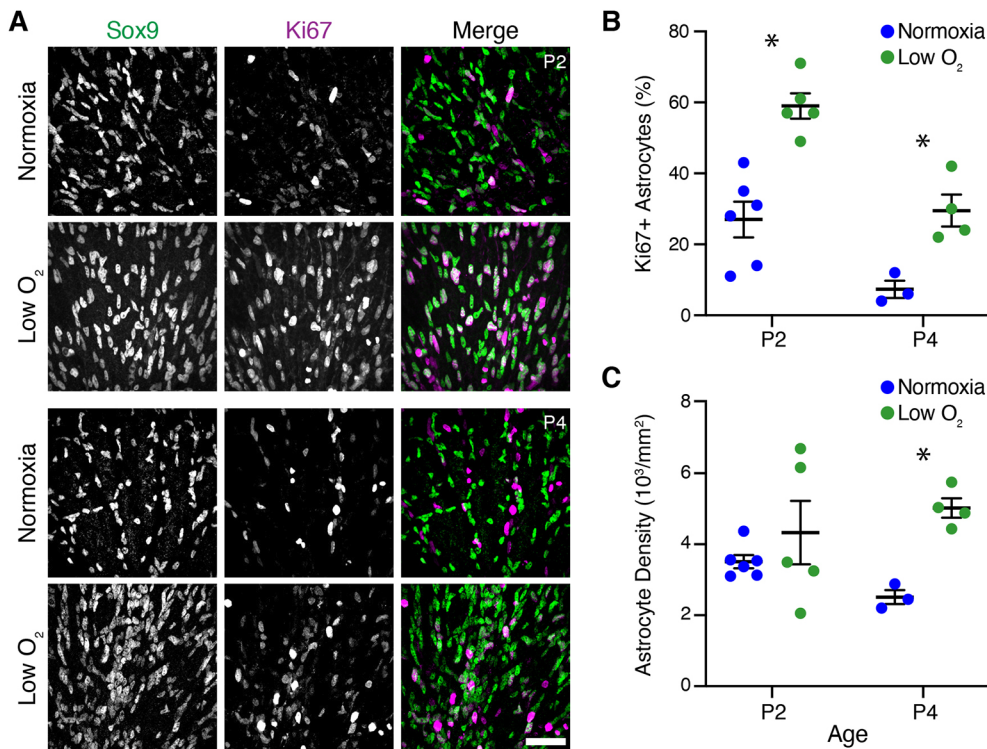 A
Sox9
Ki67
Merge
Normoxia
P2
Low O₂
Normoxia
P4
Low O₂
B
Normoxia
Low O₂
80
60
40
20
0
Ki67+ Astrocytes (%)
*
*
P2
P4
C
Normoxia
Low O₂
8
6
4
2
0
Astrocyte Density (10³/mm²)
*
P2
P4
Age